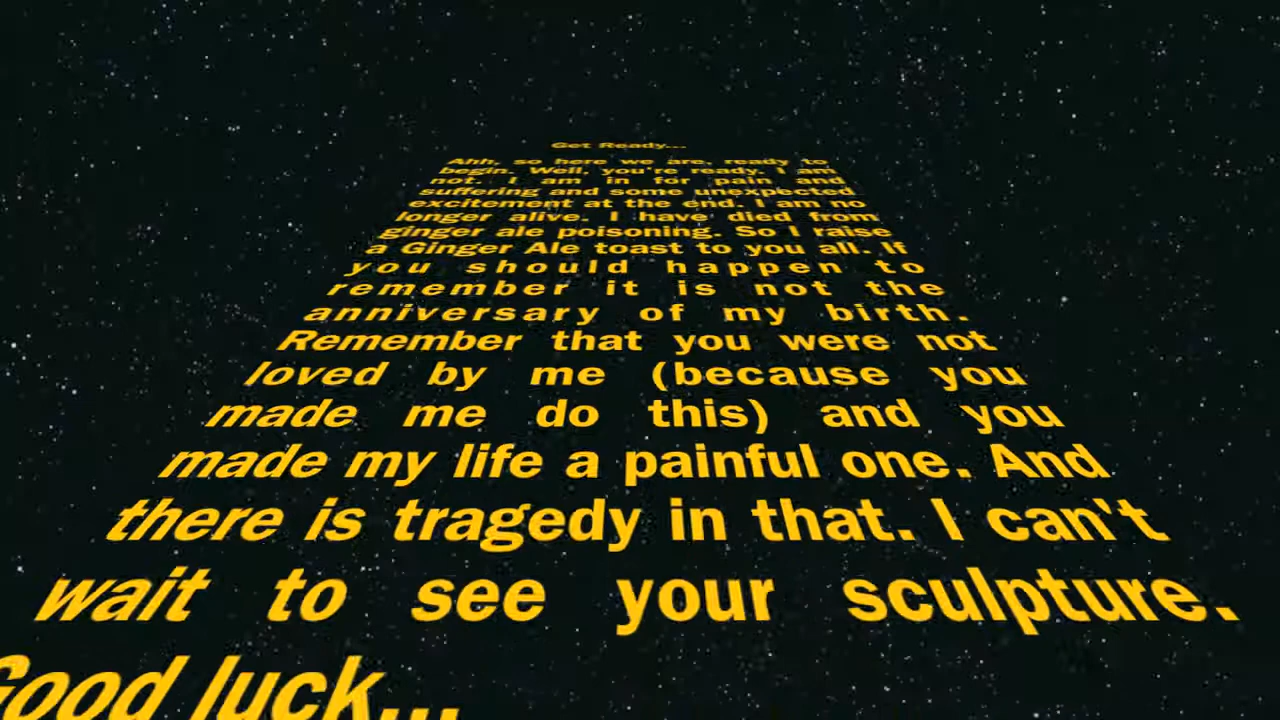 Get Ready...
Ahh, so here we are, ready to
begin. Well, you're ready. I am
not. I am in for pain and
suffering and some unexpected
excitement at the end. I am no
longer alive. I have died from
ginger ale poisoning. So I raise
a Ginger Ale toast to you all. If
you should happen to
remember it is not the
anniversary of my birth.
Remember that you were not
loved by me (because you
made me do this) and you
made my life a painful one. And
there is tragedy in that. I can't
wait to see your sculpture.
Good luck...